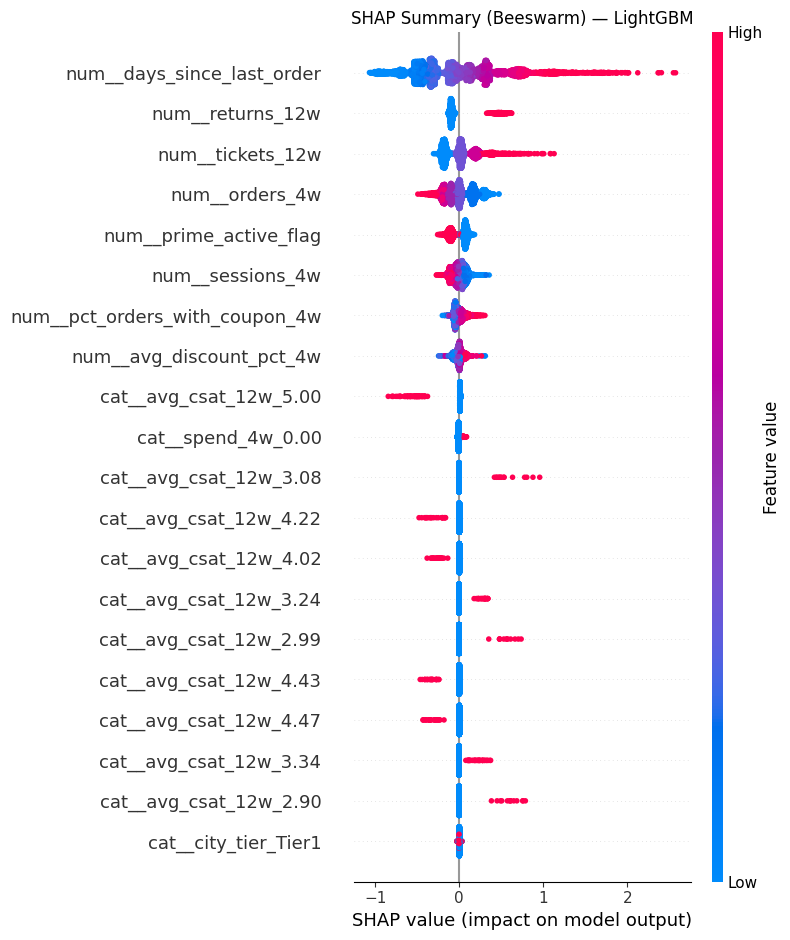 SHAP Summary (Beeswarm) — LightGBM
High
num__days_since_last_order
num__returns_12w
num__tickets_12w
num__orders_4w
num__prime_active_flag
num__sessions_4w
num__pct_orders_with_coupon_4w
num__avg_discount_pct_4w
cat__avg_csat_12w_5.00
cat__spend_4w_0.00
cat__avg_csat_12w_3.08
cat__avg_csat_12w_4.22
cat__avg_csat_12w_4.02
cat__avg_csat_12w_3.24
cat__avg_csat_12w_2.99
cat__avg_csat_12w_4.43
cat__avg_csat_12w_4.47
cat__avg_csat_12w_3.34
cat__avg_csat_12w_2.90
cat__city_tier_Tier1
Feature value
Low
−1 0 1 2
SHAP value (impact on model output)